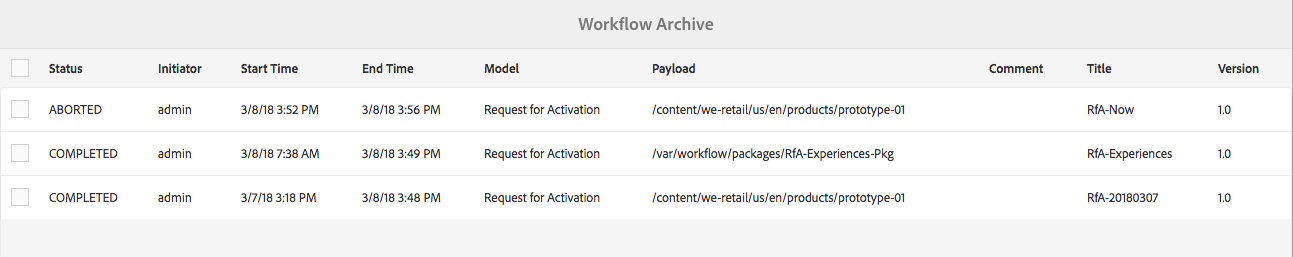 Workflow Archive
Status Initiator Start Time End Time Model Payload Comment Title Version
ABORTED admin 3/8/18 3:52 PM 3/8/18 3:56 PM Request for Activation /content/we-retail/us/en/products/prototype-01 RfA-Now 1.0
COMPLETED admin 3/8/18 7:38 AM 3/8/18 3:49 PM Request for Activation /var/workflow/packages/RfA-Experiences-Pkg RfA-Experiences 1.0
COMPLETED admin 3/7/18 3:18 PM 3/8/18 3:48 PM Request for Activation /content/we-retail/us/en/products/prototype-01 RfA-20180307 1.0